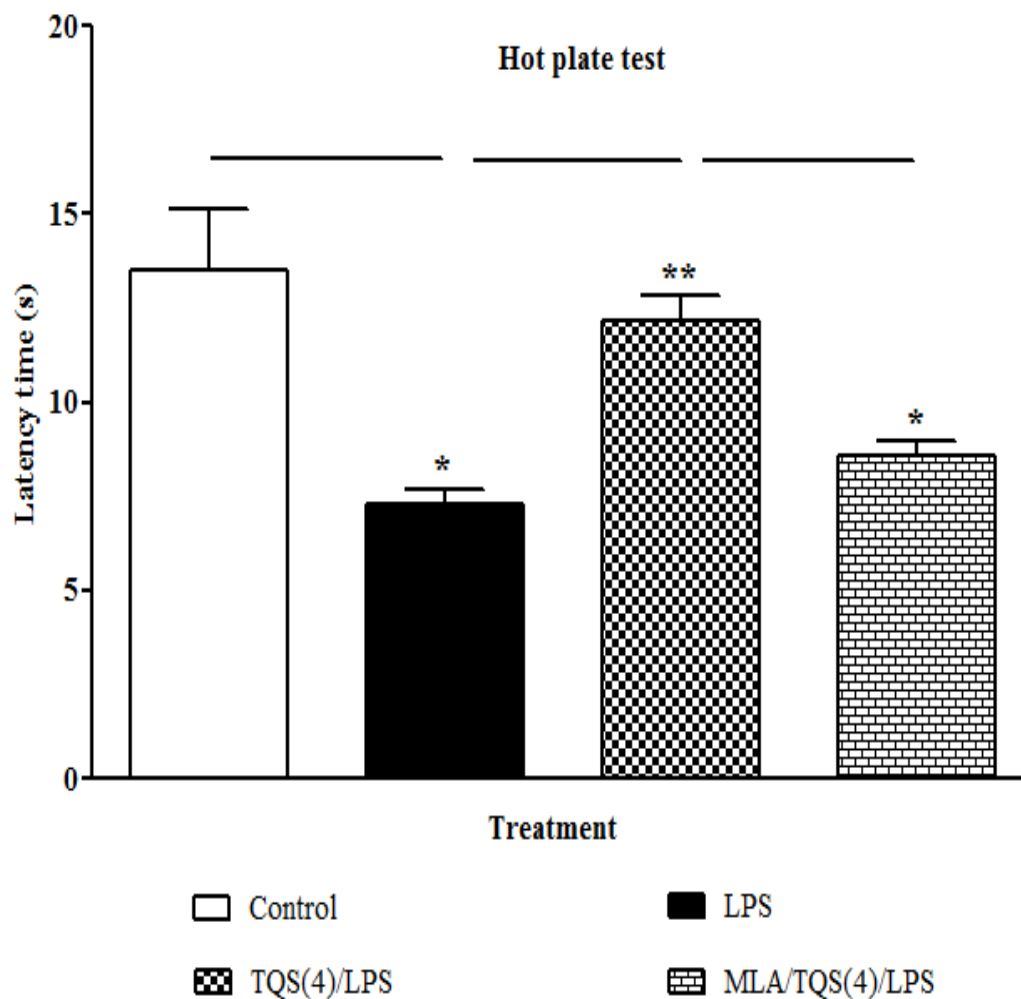 Hot plate test
Latency time (s)
20
15
10
5
0
**
*
*
Treatment
Control
LPS
TQS(4)/LPS
MLA/TQS(4)/LPS